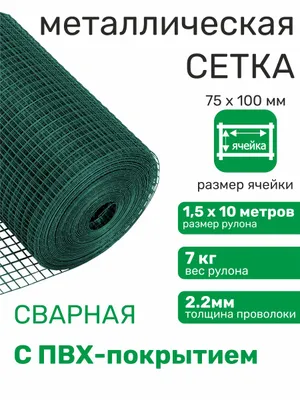 металлическая
СЕТКА
75 х 100 мм
ячейка
размер ячейки
1,5 х 10 метров
размер рулона
7 кг
вес рулона
2.2мм
толщина проволоки
СВАРНАЯ
С ПВХ-покрытием